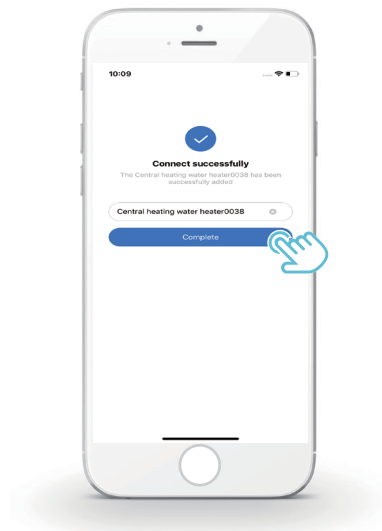 10:09
Connect successfully
The Central heating water heater0038 has been
successfully added
Central heating water heater0038
Complete